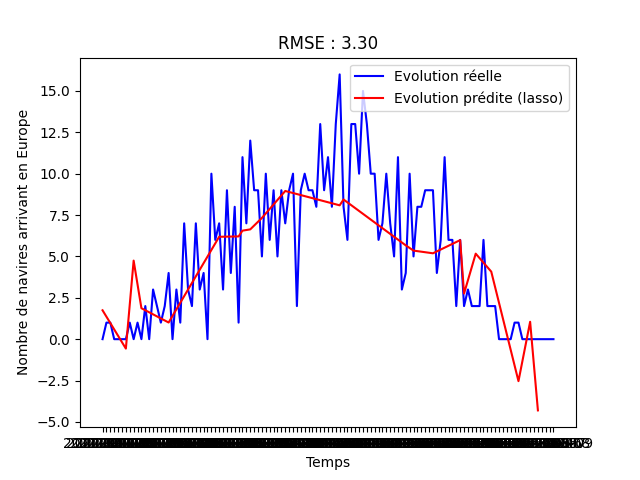 RMSE : 3.30
Evolution réelle
Evolution prédite (lasso)
15.0
12.5
10.0
7.5
5.0
2.5
0.0
−2.5
−5.0
Nombre de navires arrivant en Europe
Temps